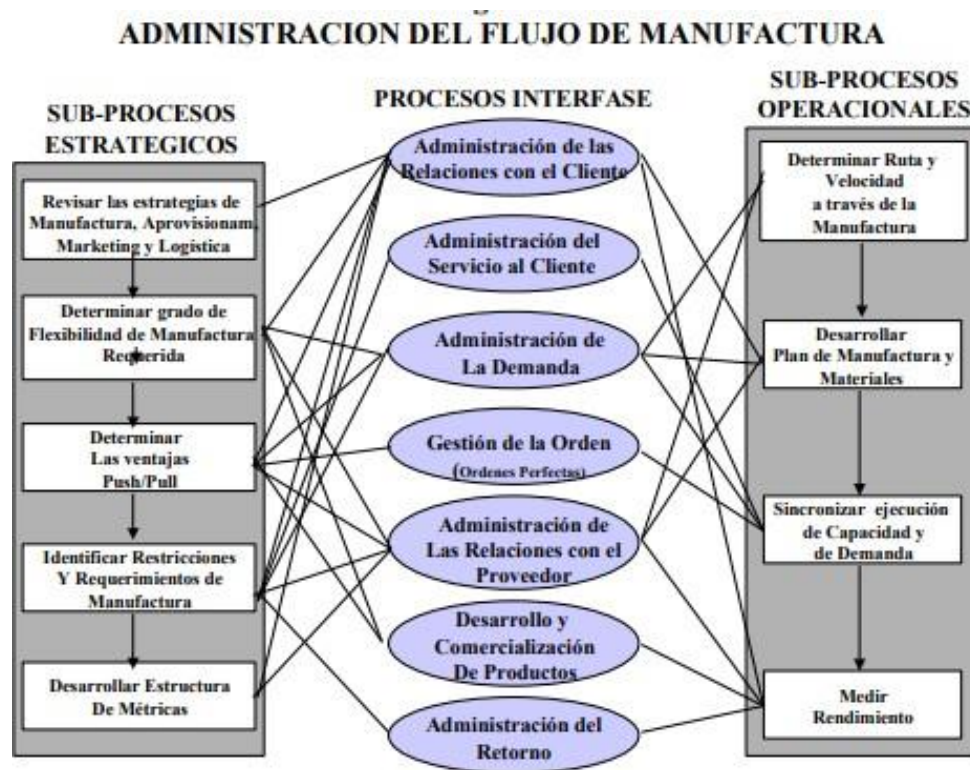 ADMINISTRACION DEL FLUJO DE MANUFACTURA
SUB-PROCESOS
ESTRATEGICOS
Revisar las estrategias de
Manufactura, Aprovisionam,
Marketing y Logística
Determinar grado de
Flexibilidad de Manufactura
Requerida
Determinar
Las ventajas
Push/Pull
Identificar Restricciones
Y Requerimientos de
Manufactura
Desarrollar Estructura
De Métricas
PROCESOS INTERFASE
Administración de las
Relaciones con el Cliente
Administración del
Servicio al Cliente
Administración de
La Demanda
Gestión de la Orden
(Ordenes Perfectas)
Administración de
Las Relaciones con el
Proveedor
Desarrollo y
Comercialización
De Productos
Administración del
Retorno
SUB-PROCESOS
OPERACIONALES
Determinar Ruta y
Velocidad
a través de la
Manufactura
Desarrollar
Plan de Manufactura y
Materiales
Sincronizar ejecución
de Capacidad y
de Demanda
Medir
Rendimiento